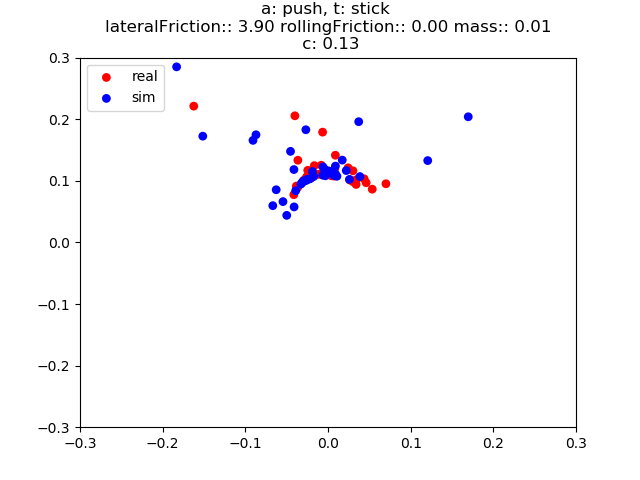 a: push, t: stick
lateralFriction:: 3.90 rollingFriction:: 0.00 mass:: 0.01
c: 0.13
real
sim
0.3
0.2
0.1
0.0
−0.1
−0.2
−0.3
−0.3 −0.2 −0.1 0.0 0.1 0.2 0.3